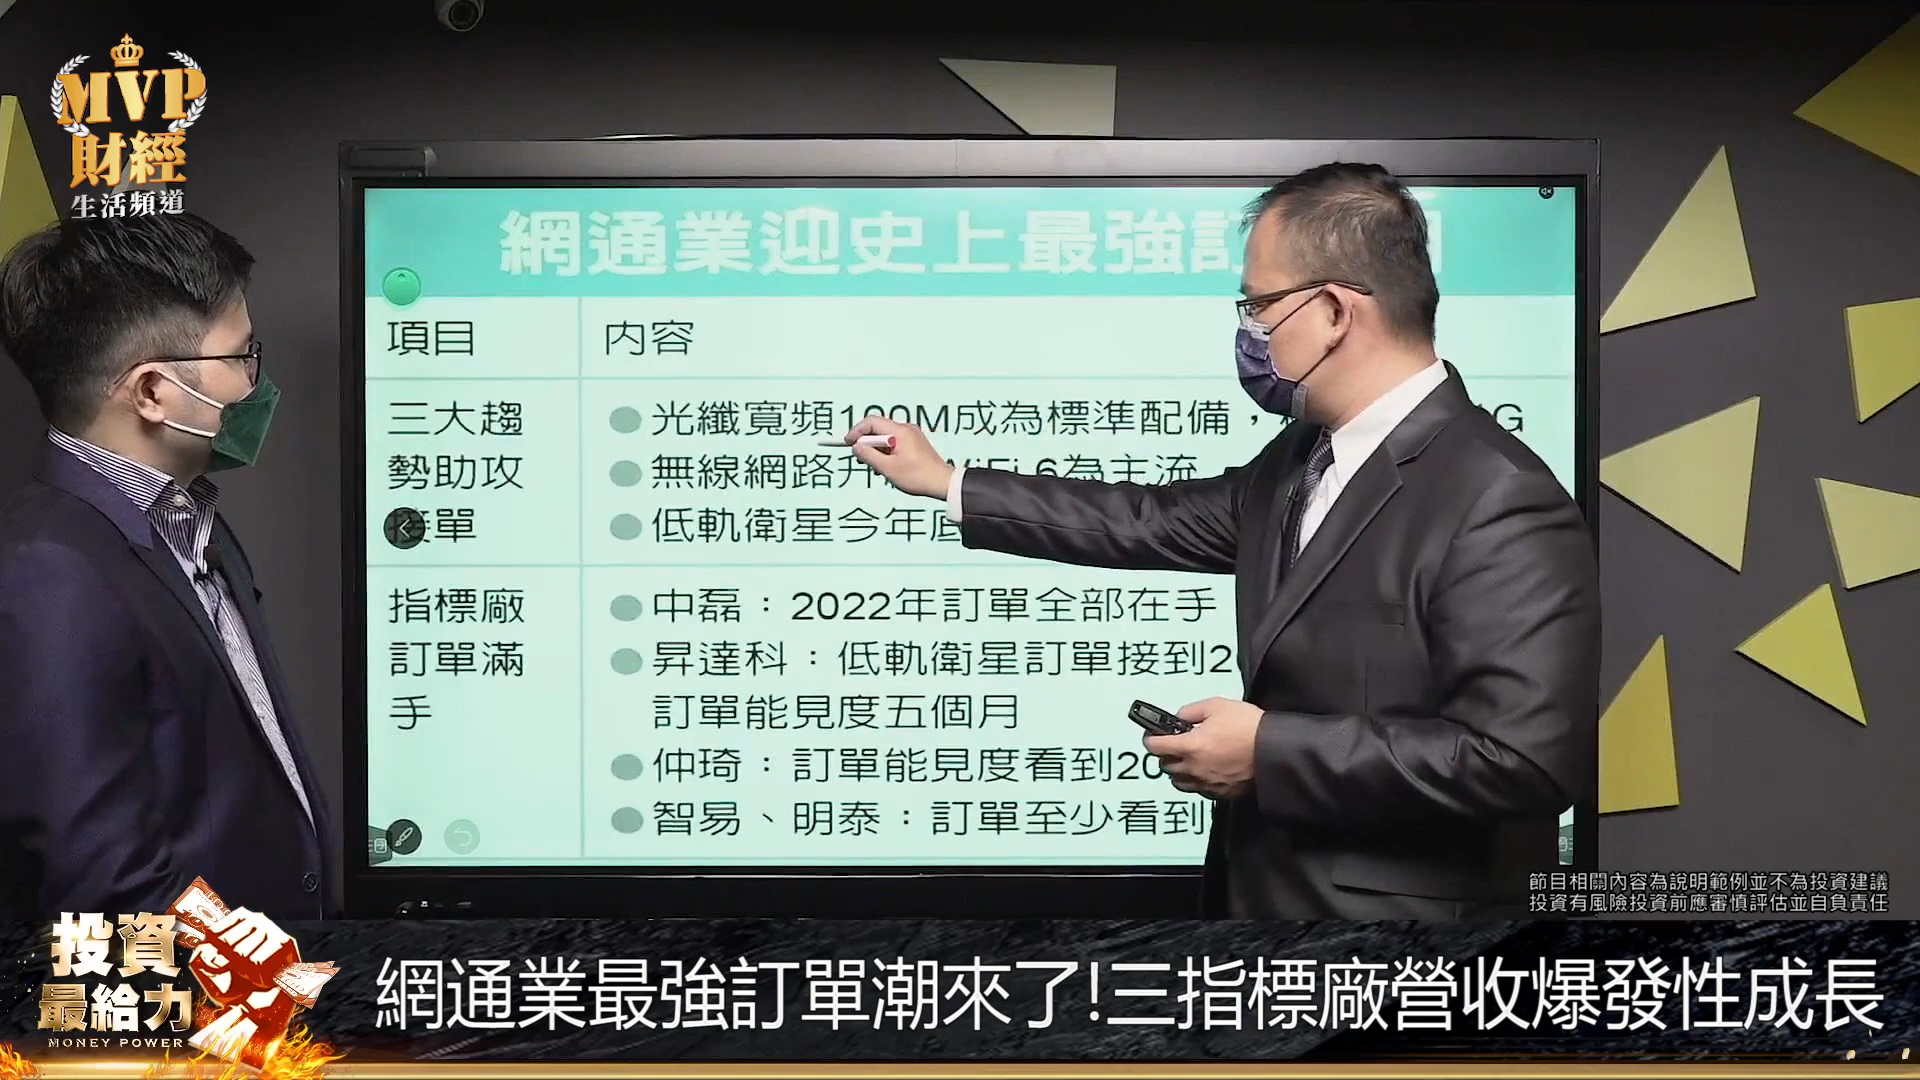 MVP
財經
生活頻道
網通業迎史上最強訂
項目
內容
三大趨
勢助攻
接單
光纖寬頻100M成為標準配備，
無線網路升 WiFi 6為主流
低軌衛星今年底
指標廠
訂單滿
手
中磊：2022年訂單全部在手
昇達科：低軌衛星訂單接到2
訂單能見度五個月
仲琦：訂單能見度看到20
智易、明泰：訂單至少看到
節目相關內容為說明範例並不為投資建議
投資有風險投資前應審慎評估並自負責任
投資
最給力
MONEY POWER
網通業最強訂單潮來了!三指標廠營收爆發性成長